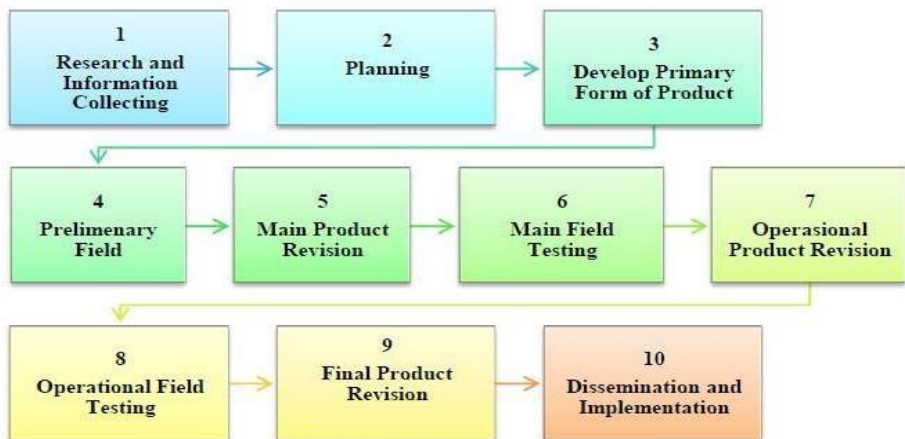 1
Research and
Information
Collecting
2
Planning
3
Develop Primary
Form of Product
4
Prelimenary
Field
5
Main Product
Revision
6
Main Field
Testing
7
Operasional
Product Revision
8
Operational Field
Testing
9
Final Product
Revision
10
Dissemination and
Implementation